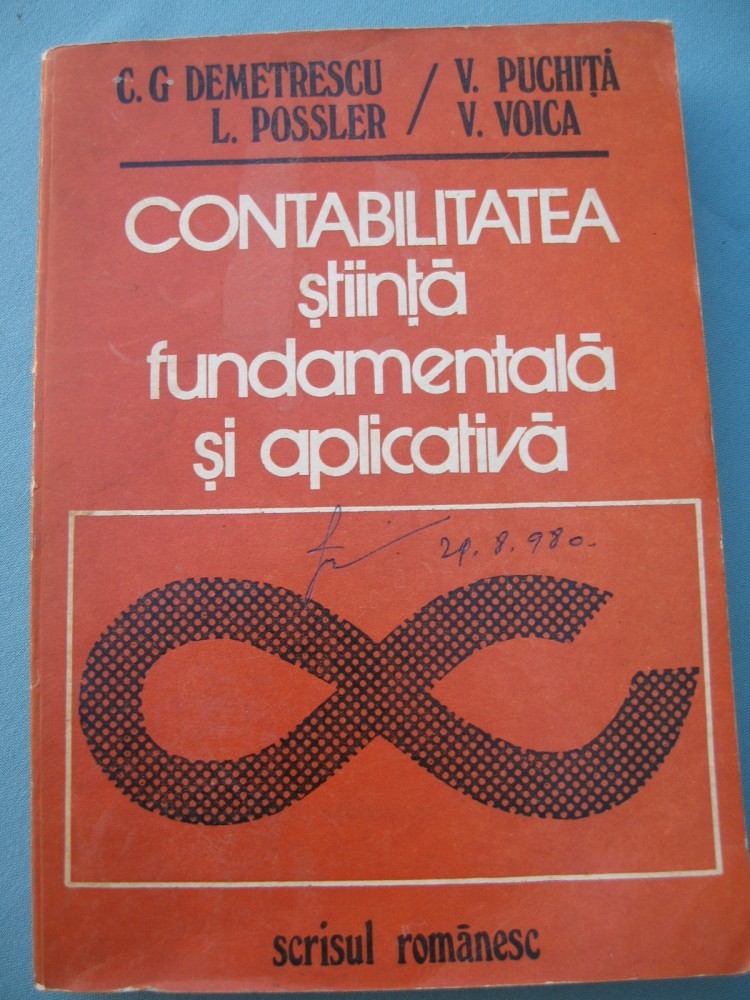 C. G DEMETRESCU / V. PUCHIȚĂ
L. POSSLER / V. VOICA
CONTABILITATEA
știință
fundamentală
și aplicativă
29.8.980.
scrisul românesc